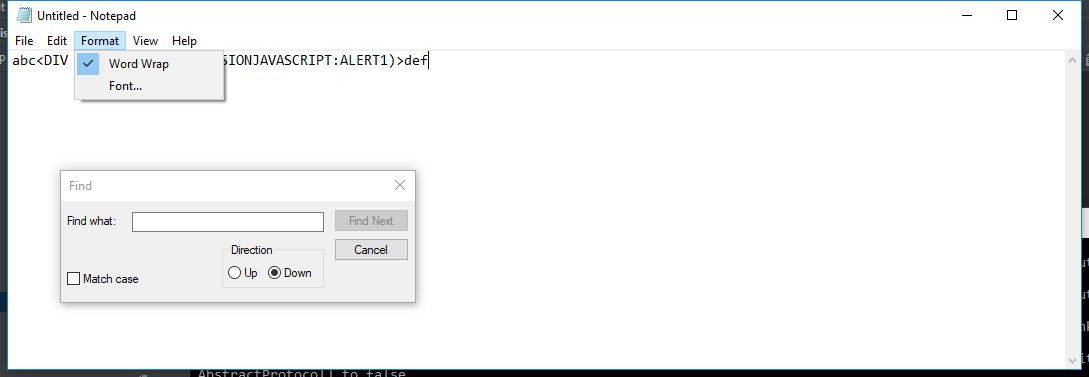 Untitled - Notepad
File Edit Format View Help
abc<DIV SIONJAVASCRIPT:ALERT1)>def
Word Wrap
Font...
Find
Find what:
Find Next
Direction
Cancel
Up Down
Match case
AbstractProtocol] to false